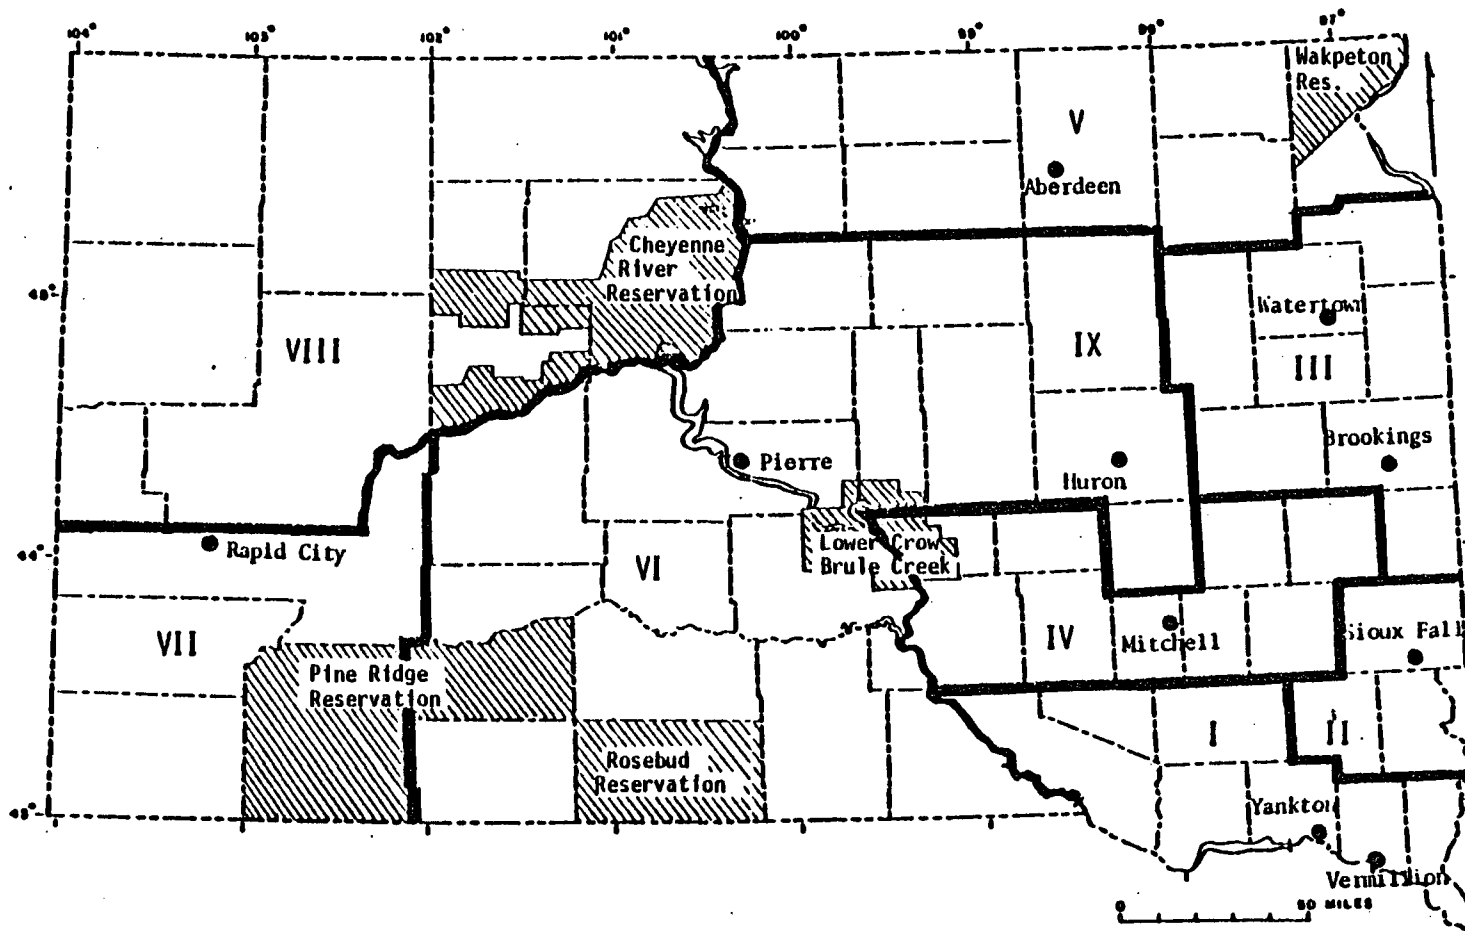 104°
103°
102°
101°
100°
99°
98°
97°
Wakpeton
Res.
V
Aberdeen
Cheyenne
River
Reservation
45°
Watertown
VIII
IX
III
Brookings
Pierre
Huron
Rapid City
44°
Lower Crow
Brule Creek
VI
VII
IV
Mitchell
Sioux Fall
Pine Ridge
Reservation
I
II
Rosebud
Reservation
Yankton
Vermillion
0 50 MILES